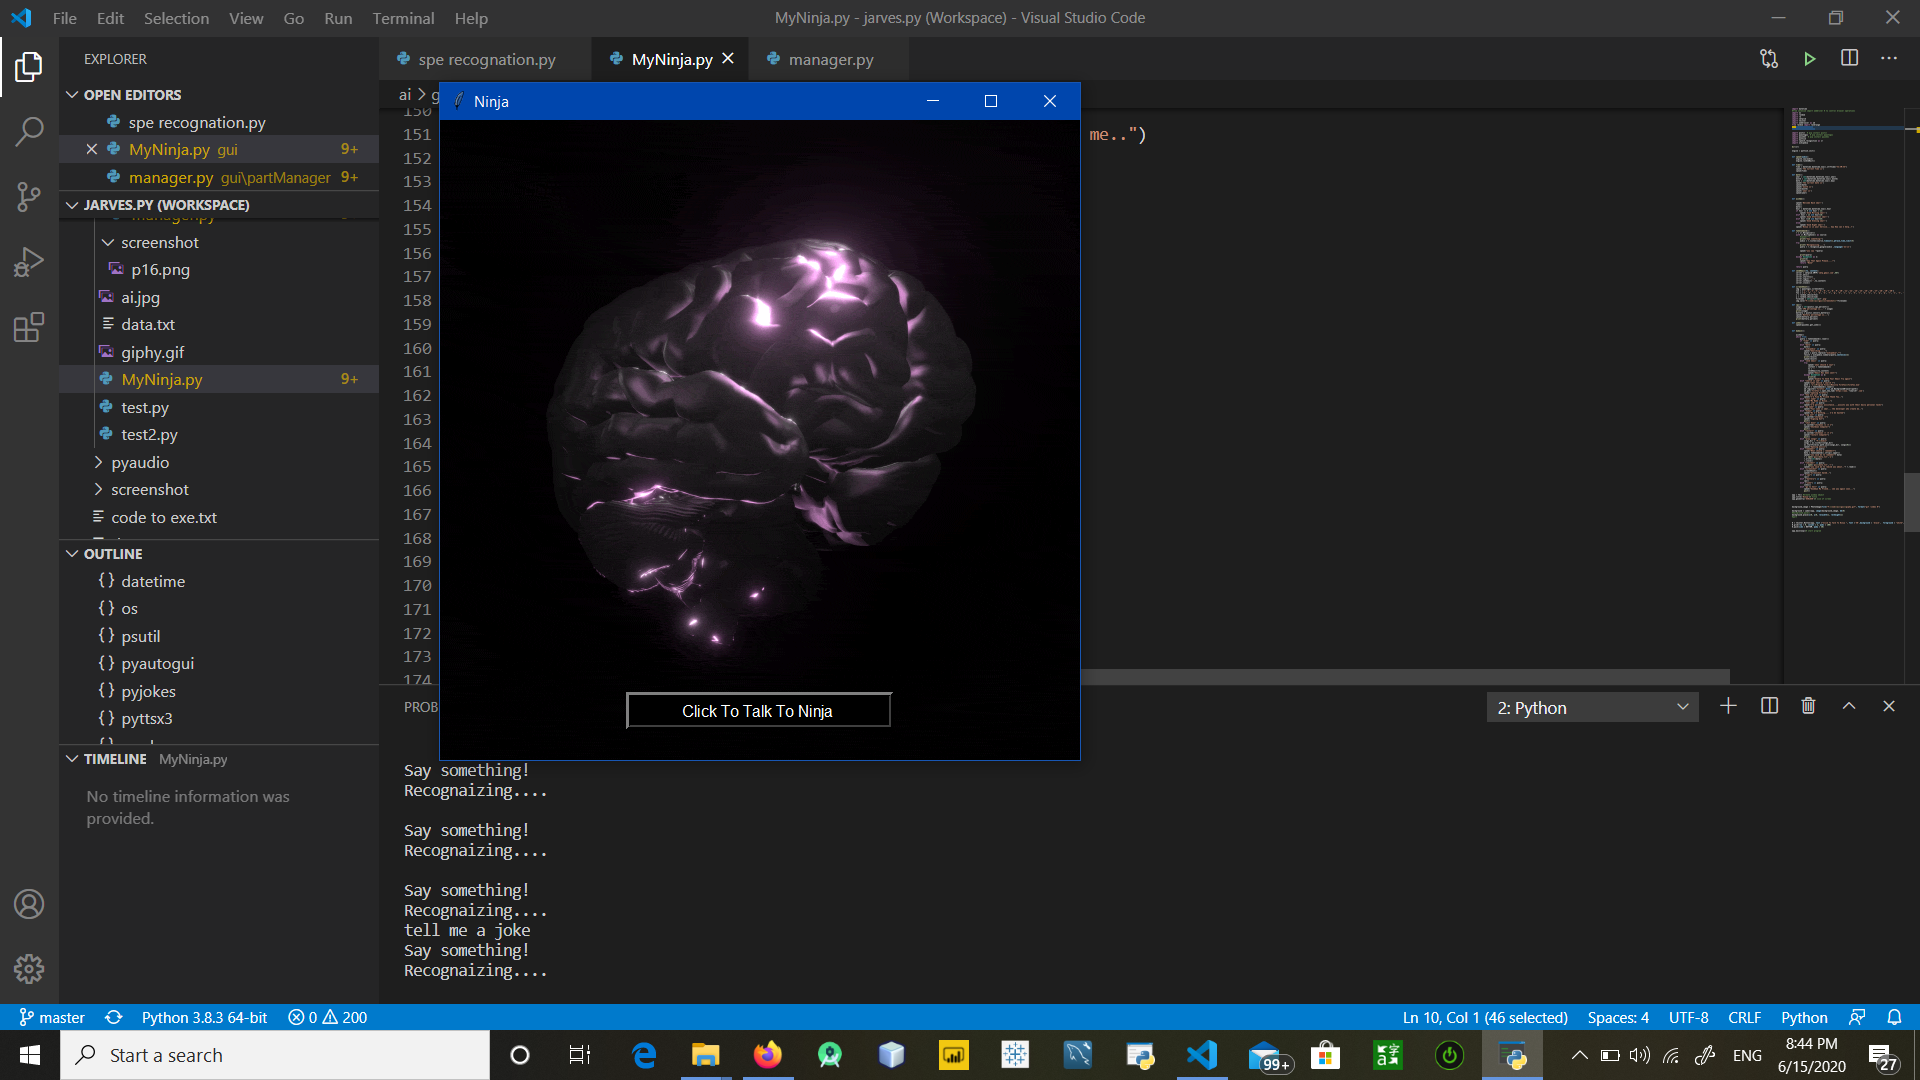 File Edit Selection View Go Run Terminal Help
MyNinja.py - jarves.py (Workspace) - Visual Studio Code
EXPLORER
OPEN EDITORS
spe recognation.py
MyNinja.py gui 9+
manager.py gui\partManager 9+
JARVES.PY (WORKSPACE)
manager.py
screenshot
p16.png
ai.jpg
data.txt
giphy.gif
MyNinja.py 9+
test.py
test2.py
pyaudio
screenshot
code to exe.txt
OUTLINE
datetime
os
psutil
pyautogui
pyjokes
pyttsx3
TIMELINE MyNinja.py
No timeline information was
provided.
spe recognation.py
MyNinja.py
manager.py
ai > g
Ninja
150
151
me..")
152
153
154
155
156
157
158
159
160
161
162
163
164
165
166
167
168
169
170
171
172
173
174
Click To Talk To Ninja
PROB
2: Python
Say something!
Recognaizing....
Say something!
Recognaizing....
Say something!
Recognaizing....
tell me a joke
Say something!
Recognaizing....
master
Python 3.8.3 64-bit
0
200
Ln 10, Col 1 (46 selected)
Spaces: 4
UTF-8
CRLF
Python
Start a search
99+
ENG
8:44 PM
6/15/2020
27